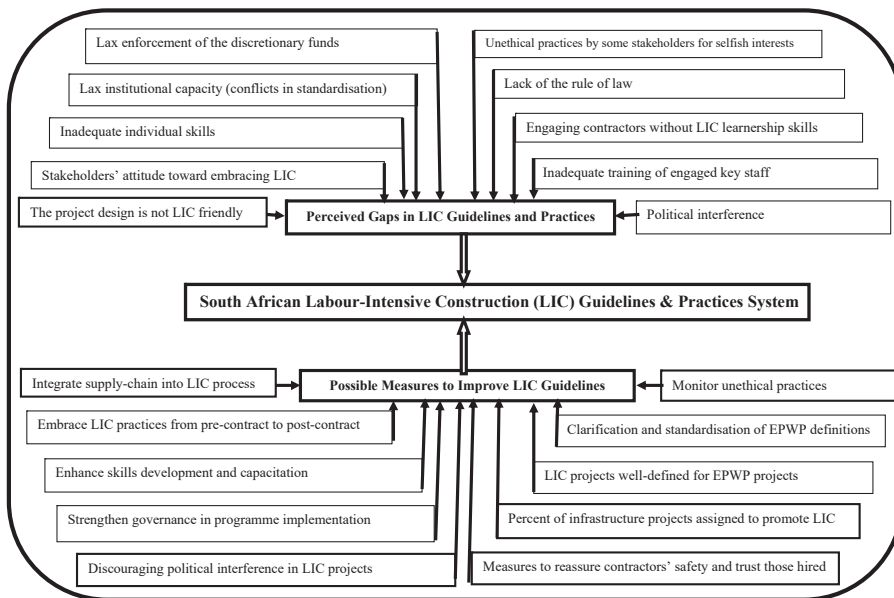 Lax enforcement of the discretionary funds
Unethical practices by some stakeholders for selfish interests
Lax institutional capacity (conflicts in standardisation)
Lack of the rule of law
Inadequate individual skills
Engaging contractors without LIC learnership skills
Stakeholders’ attitude toward embracing LIC
Inadequate training of engaged key staff
The project design is not LIC friendly
Perceived Gaps in LIC Guidelines and Practices
Political interference
South African Labour-Intensive Construction (LIC) Guidelines & Practices System
Integrate supply-chain into LIC process
Possible Measures to Improve LIC Guidelines
Monitor unethical practices
Embrace LIC practices from pre-contract to post-contract
Clarification and standardisation of EPWP definitions
Enhance skills development and capacitation
LIC projects well-defined for EPWP projects
Strengthen governance in programme implementation
Percent of infrastructure projects assigned to promote LIC
Discouraging political interference in LIC projects
Measures to reassure contractors’ safety and trust those hired